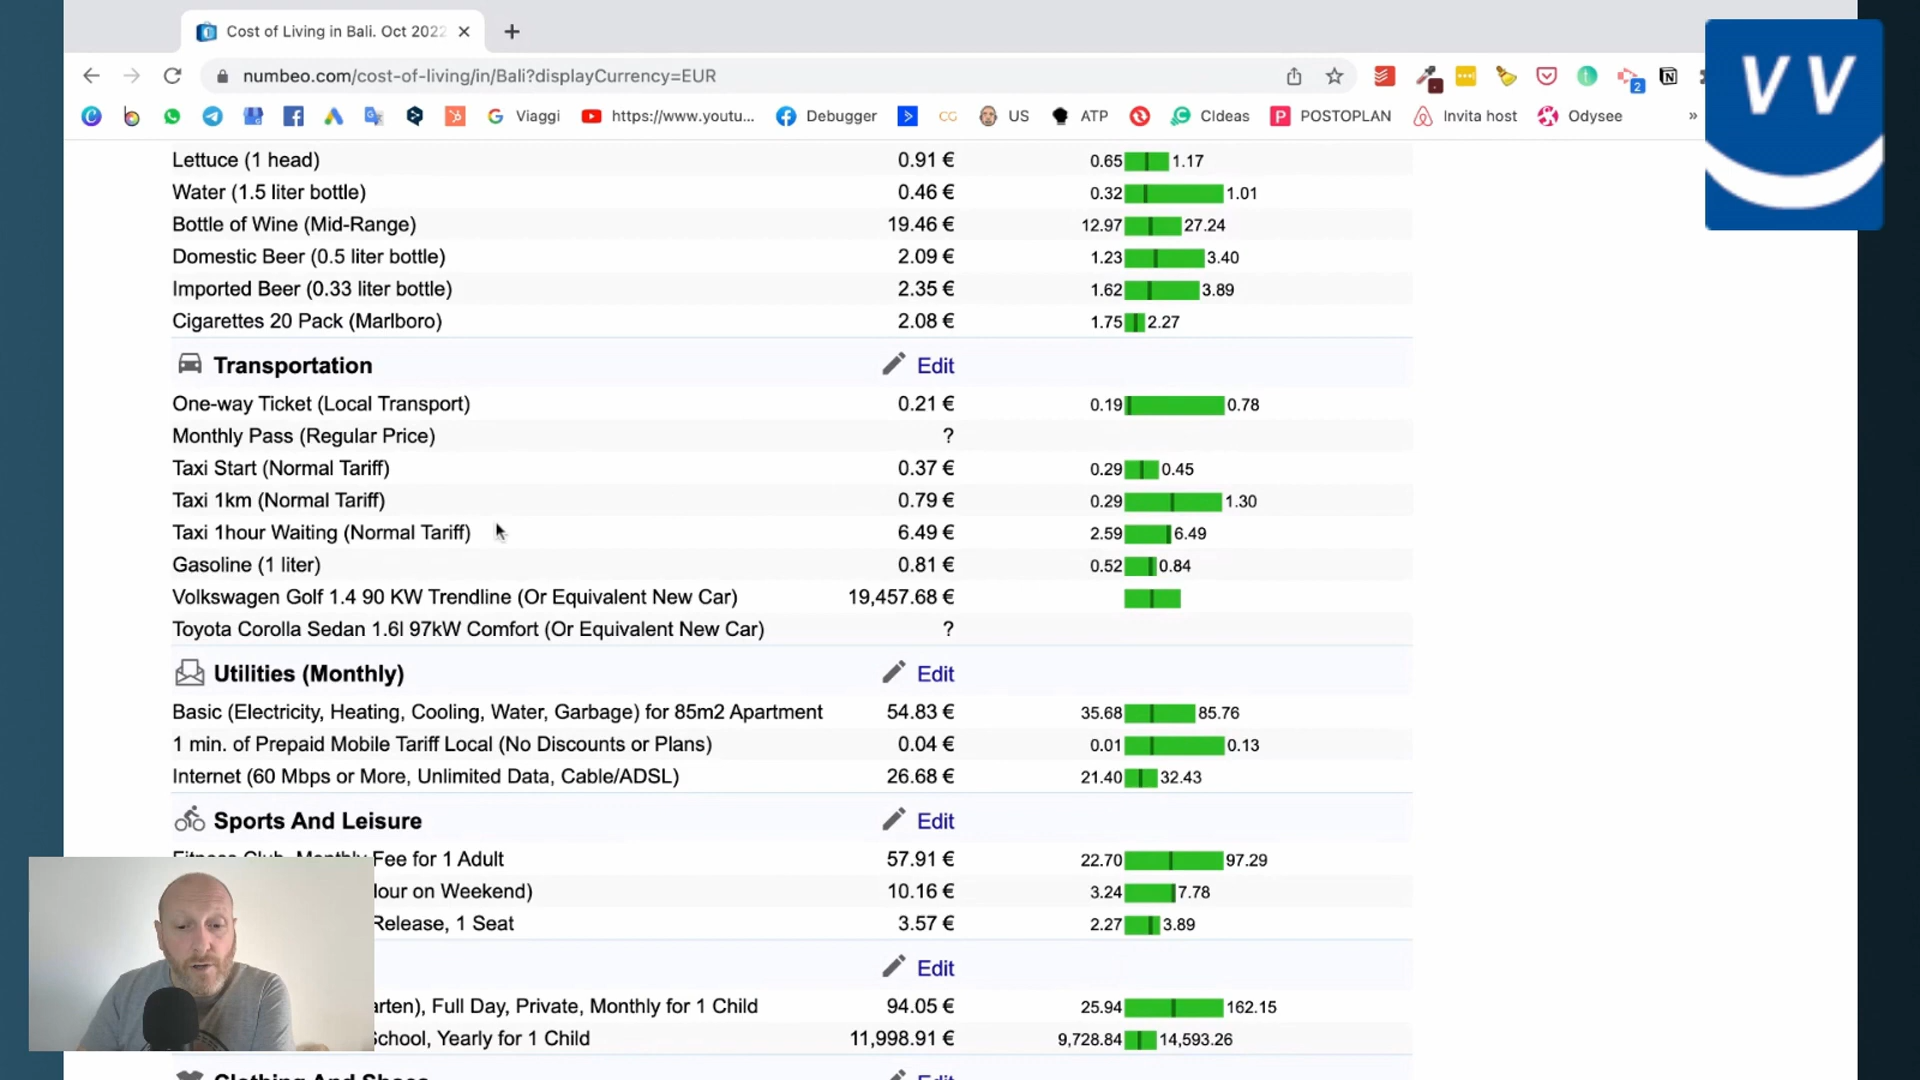 Cost of Living in Bali. Oct 2022
numbeo.com/cost-of-living/in/Bali?displayCurrency=EUR
2
Viaggi https://www.youtu... Debugger CG US ATP CIdeas POSTOPLAN Invita host Odysee »
VV
Lettuce (1 head) 0.91 € 0.65 1.17
Water (1.5 liter bottle) 0.46 € 0.32 1.01
Bottle of Wine (Mid-Range) 19.46 € 12.97 27.24
Domestic Beer (0.5 liter bottle) 2.09 € 1.23 3.40
Imported Beer (0.33 liter bottle) 2.35 € 1.62 3.89
Cigarettes 20 Pack (Marlboro) 2.08 € 1.75 2.27
Transportation Edit
One-way Ticket (Local Transport) 0.21 € 0.19 0.78
Monthly Pass (Regular Price) ?
Taxi Start (Normal Tariff) 0.37 € 0.29 0.45
Taxi 1km (Normal Tariff) 0.79 € 0.29 1.30
Taxi 1hour Waiting (Normal Tariff) 6.49 € 2.59 6.49
Gasoline (1 liter) 0.81 € 0.52 0.84
Volkswagen Golf 1.4 90 KW Trendline (Or Equivalent New Car) 19,457.68 €
Toyota Corolla Sedan 1.6l 97kW Comfort (Or Equivalent New Car) ?
Utilities (Monthly) Edit
Basic (Electricity, Heating, Cooling, Water, Garbage) for 85m2 Apartment 54.83 € 35.68 85.76
1 min. of Prepaid Mobile Tariff Local (No Discounts or Plans) 0.04 € 0.01 0.13
Internet (60 Mbps or More, Unlimited Data, Cable/ADSL) 26.68 € 21.40 32.43
Sports And Leisure Edit
Fitness Club, Monthly Fee for 1 Adult 57.91 € 22.70 97.29
Hour on Weekend) 10.16 € 3.24 7.78
Release, 1 Seat 3.57 € 2.27 3.89
Edit
arten), Full Day, Private, Monthly for 1 Child 94.05 € 25.94 162.15
School, Yearly for 1 Child 11,998.91 € 9,728.84 14,593.26
Clothing And Shoes Edit